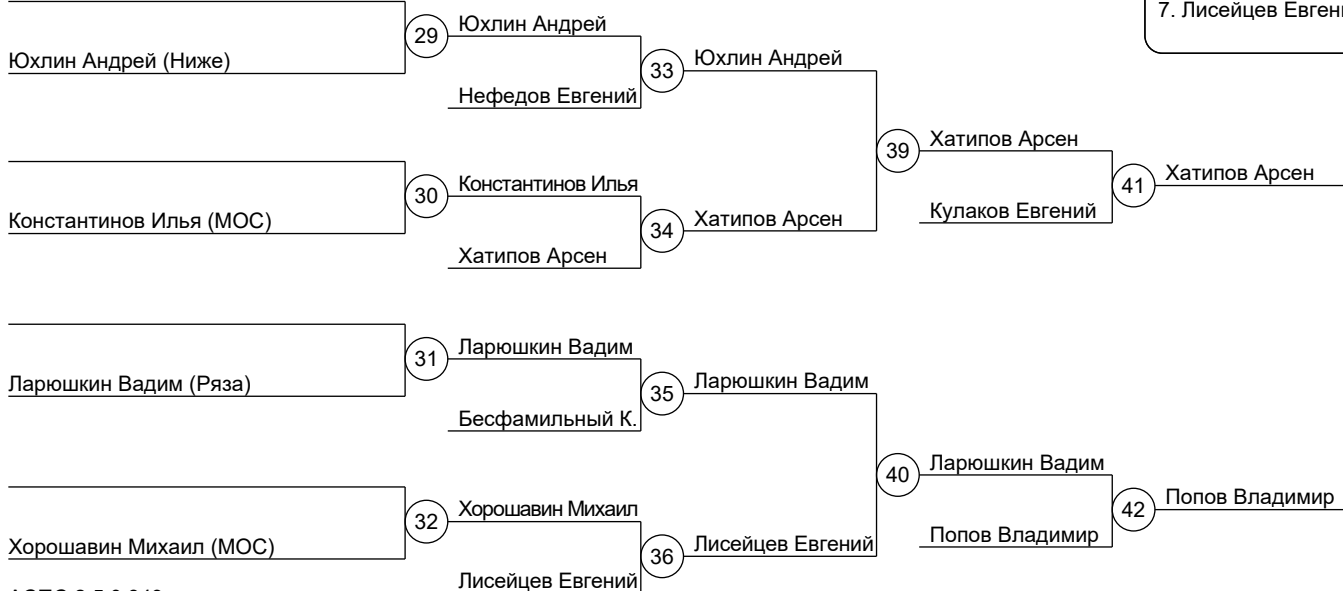 7. Лисейцев
29
Юхлин Андрей
Юхлин Андрей (Ниже)
33
Юхлин Андрей
Нефедов Евгений
39
Хатипов Арсен
30
Константинов Илья
41
Хатипов Арсен
Константинов Илья (МОС)
34
Хатипов Арсен
Кулаков Евгений
Хатипов Арсен
31
Ларюшкин Вадим
Ларюшкин Вадим (Ряза)
35
Ларюшкин Вадим
Бесфамильный К.
40
Ларюшкин Вадим
32
Хорошавин Михаил
42
Попов Владимир
Хорошавин Михаил (МОС)
36
Лисейцев Евгений
Попов Владимир
Лисейцев Евгений